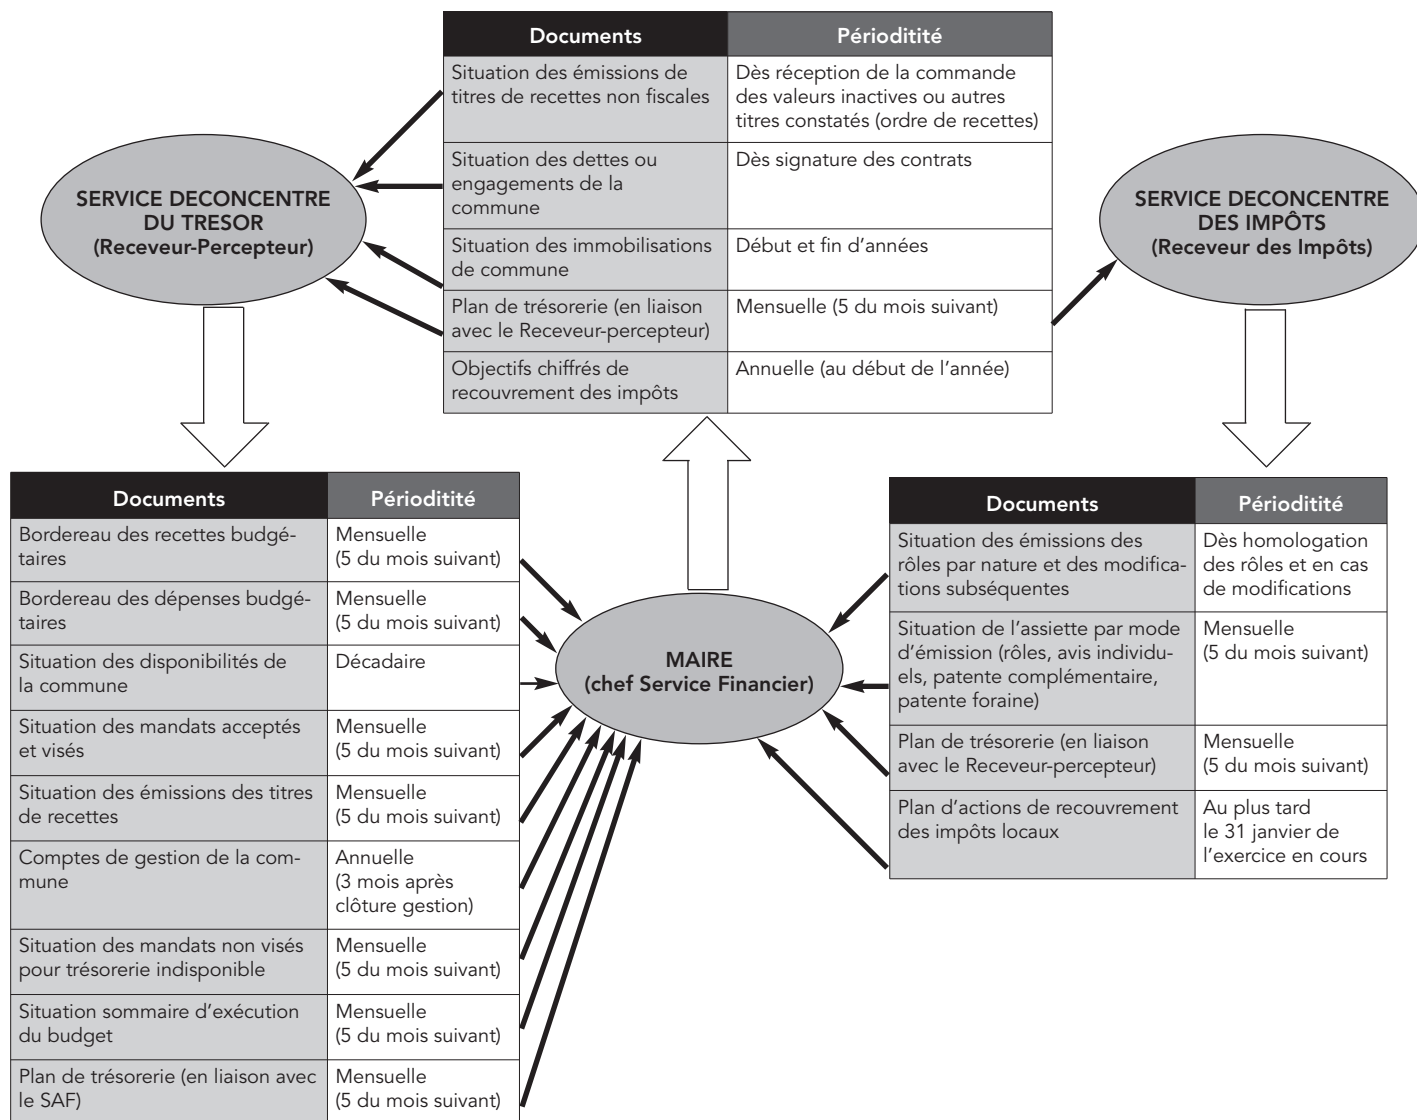 Documents Périoditité
Situation des émissions de
titres de recettes non fiscales
Dès réception de la commande
des valeurs inactives ou autres
titres constatés (ordre de recettes)
Situation des dettes ou
engagements de la
commune
Dès signature des contrats
Situation des immobilisations
de commune
Début et fin d'années
Plan de trésorerie (en liaison
avec le Receveur-percepteur)
Mensuelle (5 du mois suivant)
Objectifs chiffrés de
recouvrement des impôts
Annuelle (au début de l'année)
SERVICE DECONCENTRE
DU TRESOR
(Receveur-Percepteur)
SERVICE DECONCENTRE
DES IMPÔTS
(Receveur des Impôts)
Documents Périoditité
Bordereau des recettes budgé-
taires
Mensuelle
(5 du mois suivant)
Bordereau des dépenses budgé-
taires
Mensuelle
(5 du mois suivant)
Situation des disponibilités de
la commune
Décadaire
Situation des mandats acceptés
et visés
Mensuelle
(5 du mois suivant)
Situation des émissions des titres
de recettes
Mensuelle
(5 du mois suivant)
Comptes de gestion de la com-
mune
Annuelle
(3 mois après
clôture gestion)
Situation des mandats non visés
pour trésorerie indisponible
Mensuelle
(5 du mois suivant)
Situation sommaire d'exécution
du budget
Mensuelle
(5 du mois suivant)
Plan de trésorerie (en liaison avec
le SAF)
Mensuelle
(5 du mois suivant)
MAIRE
(chef Service Financier)
Documents Périoditité
Situation des émissions des
rôles par nature et des modifica-
tions subséquentes
Dès homologation
des rôles et en cas
de modifications
Situation de l'assiette par mode
d'émission (rôles, avis individu-
els, patente complémentaire,
patente foraine)
Mensuelle
(5 du mois suivant)
Plan de trésorerie (en liaison
avec le Receveur-percepteur)
Mensuelle
(5 du mois suivant)
Plan d'actions de recouvrement
des impôts locaux
Au plus tard
le 31 janvier de
l'exercice en cours